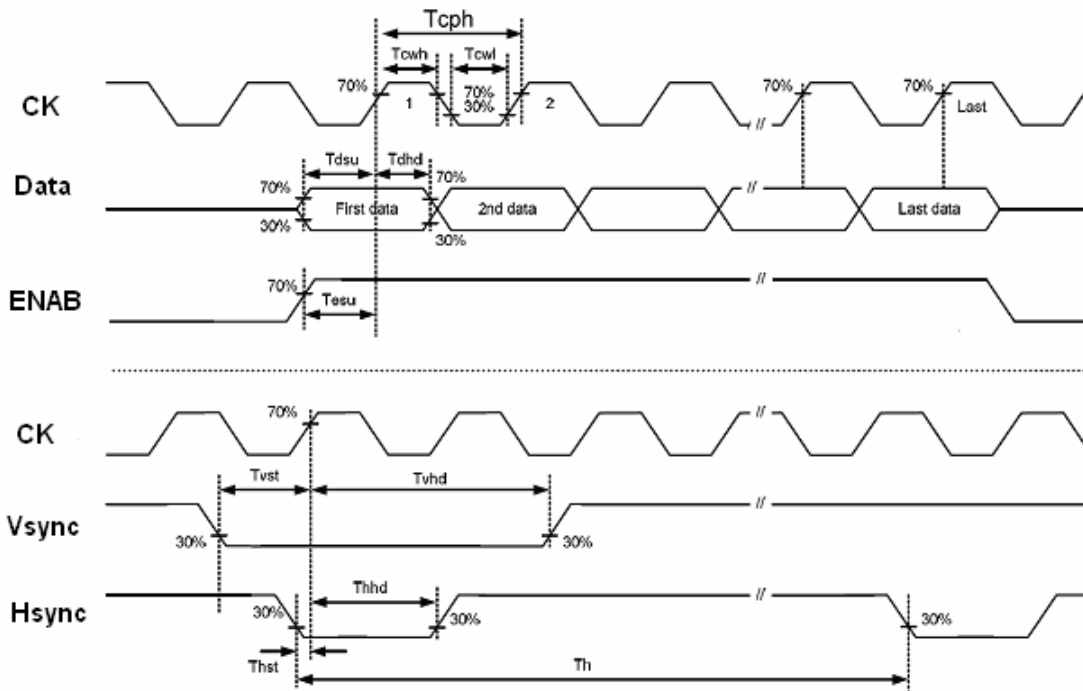 Tcph
Tcwh Tcwl
CK 70% 1 70% 30% 2 // 70% 70% Last
Tdsu Tdhd
Data 70% 70% //
First data 2nd data Last data
30% 30%
ENAB 70% //
Tesu
CK 70% //
Tvst Tvhd
Vsync 30% 30% //
Thhd
Hsync 30% 30% // 30%
Thst Th